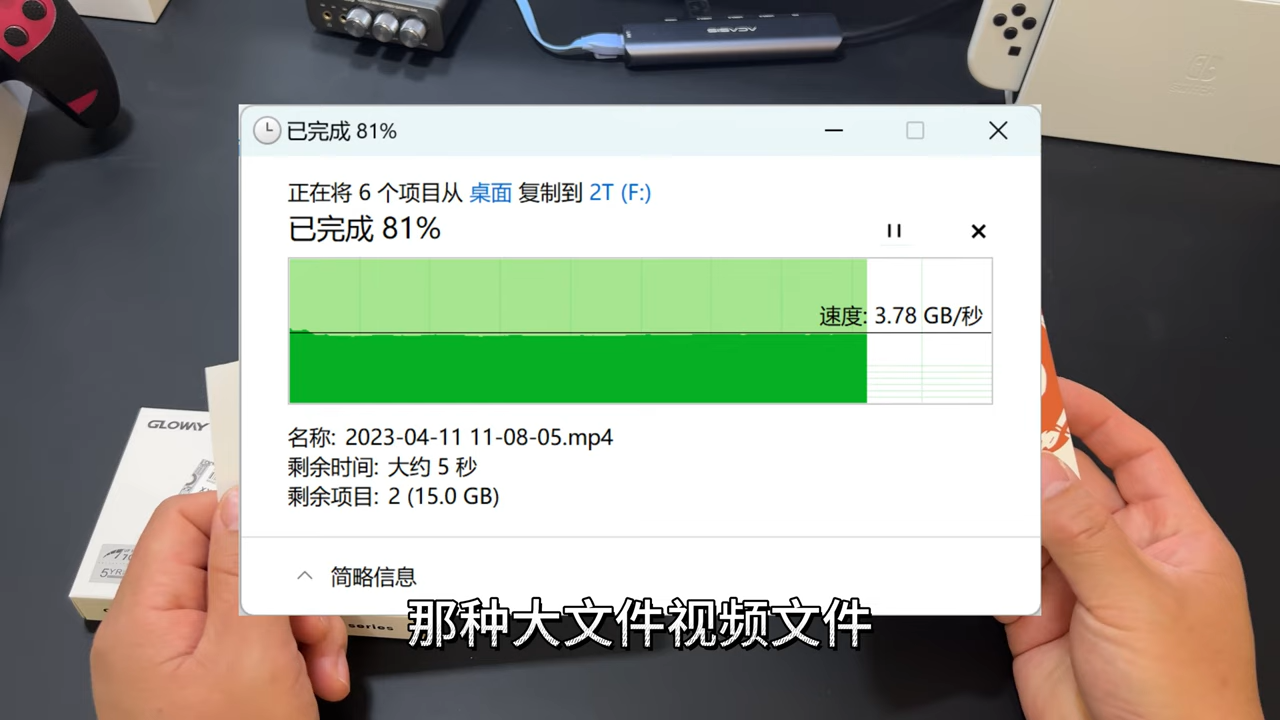 已完成 81%
正在将 6 个项目从 桌面 复制到 2T (F:)
已完成 81%
速度: 3.78 GB/秒
名称: 2023-04-11 11-08-05.mp4
剩余时间: 大约 5 秒
剩余项目: 2 (15.0 GB)
简略信息
那种大文件视频文件
GLOWAY
series
ACASIS